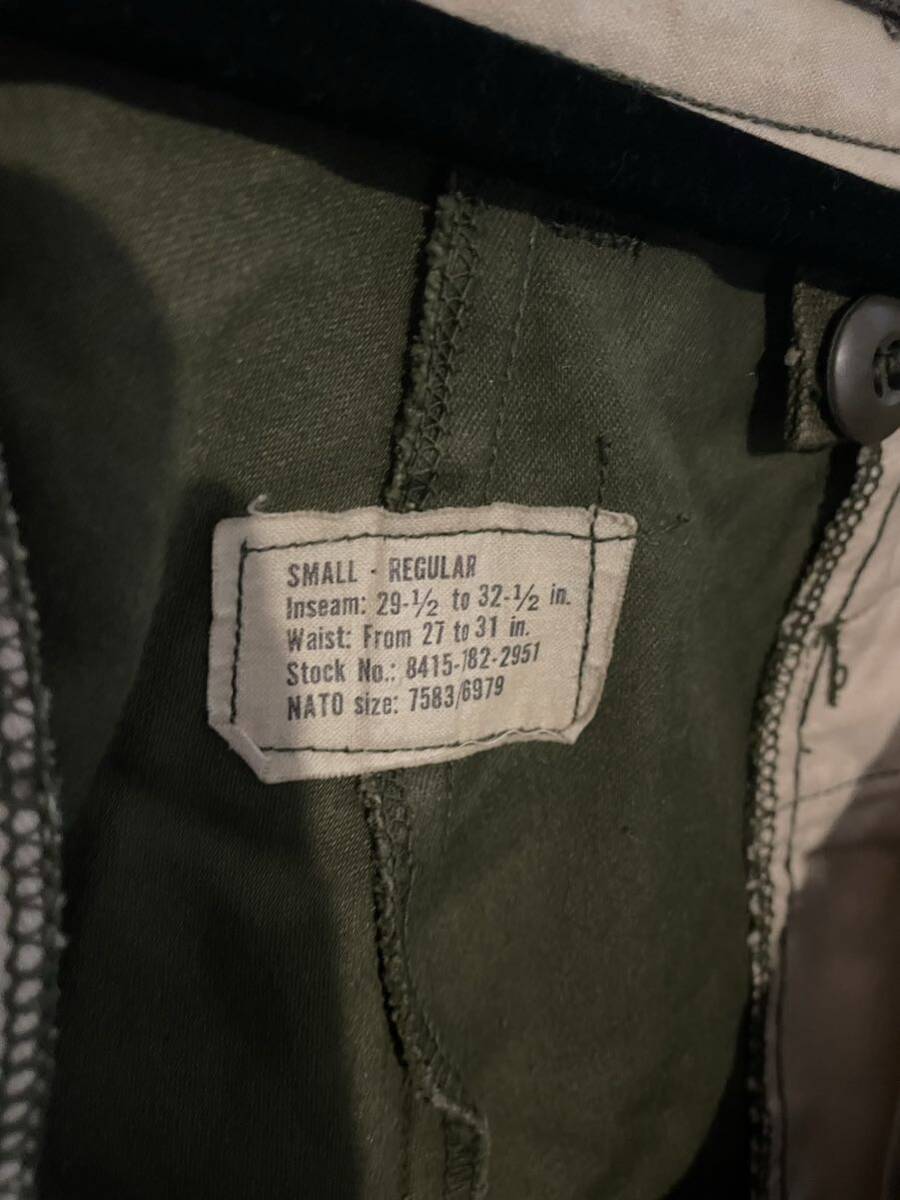 SMALL - REGULAR
Inseam: 29-½ to 32-½ in.
Waist: From 27 to 31 in.
Stock No.: 8415-782-2951
NATO size: 7583/6979